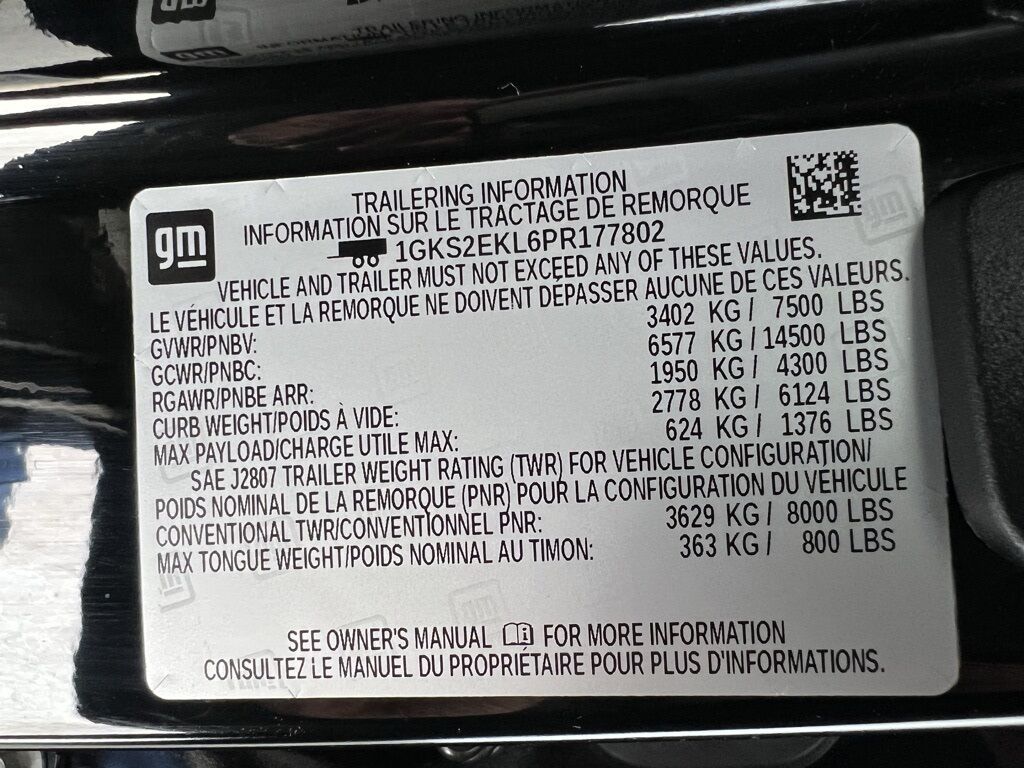 gm
TRAILERING INFORMATION
INFORMATION SUR LE TRACTAGE DE REMORQUE
1GKS2EKL6PR177802
VEHICLE AND TRAILER MUST NOT EXCEED ANY OF THESE VALUES.
LE VÉHICULE ET LA REMORQUE NE DOIVENT DÉPASSER AUCUNE DE CES VALEURS.
GVWR/PNBV: 3402 KG / 7500 LBS
GCWR/PNBC: 6577 KG / 14500 LBS
RGAWR/PNBE ARR: 1950 KG / 4300 LBS
CURB WEIGHT/POIDS À VIDE: 2778 KG / 6124 LBS
MAX PAYLOAD/CHARGE UTILE MAX: 624 KG / 1376 LBS
SAE J2807 TRAILER WEIGHT RATING (TWR) FOR VEHICLE CONFIGURATION/
POIDS NOMINAL DE LA REMORQUE (PNR) POUR LA CONFIGURATION DU VÉHICULE
CONVENTIONAL TWR/CONVENTIONNEL PNR: 3629 KG / 8000 LBS
MAX TONGUE WEIGHT/POIDS NOMINAL AU TIMON: 363 KG / 800 LBS
SEE OWNER'S MANUAL FOR MORE INFORMATION
CONSULTEZ LE MANUEL DU PROPRIÉTAIRE POUR PLUS D'INFORMATIONS.